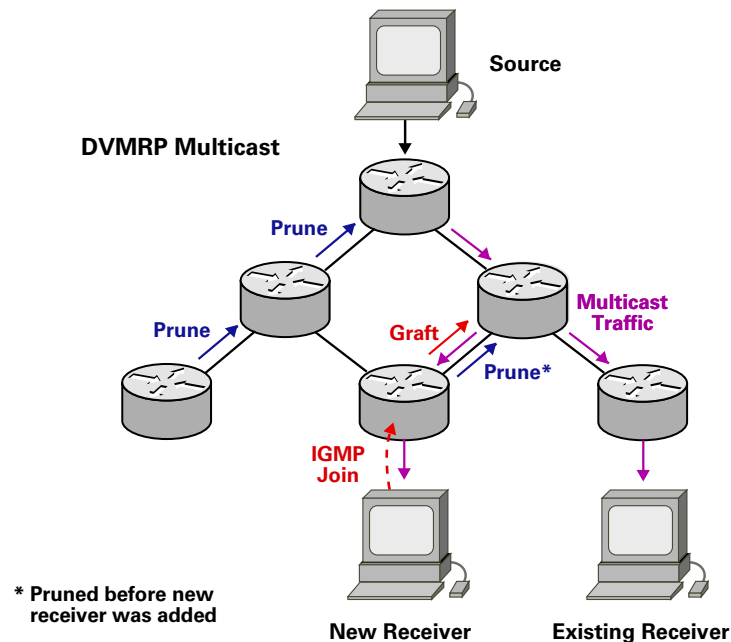 Source
DVMRP Multicast
Prune
Prune
Graft
Multicast
Traffic
Prune*
IGMP
Join
* Pruned before new
receiver was added
New Receiver
Existing Receiver